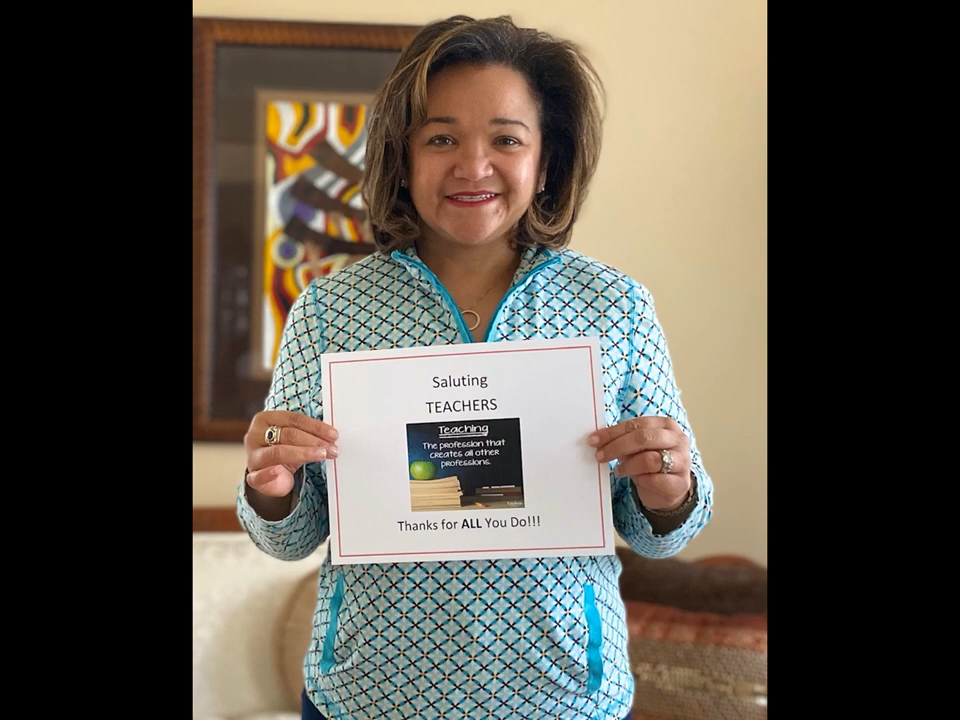 Saluting
TEACHERS
Teaching
The profession that
creates all other
professions.
Thanks for ALL You Do!!!